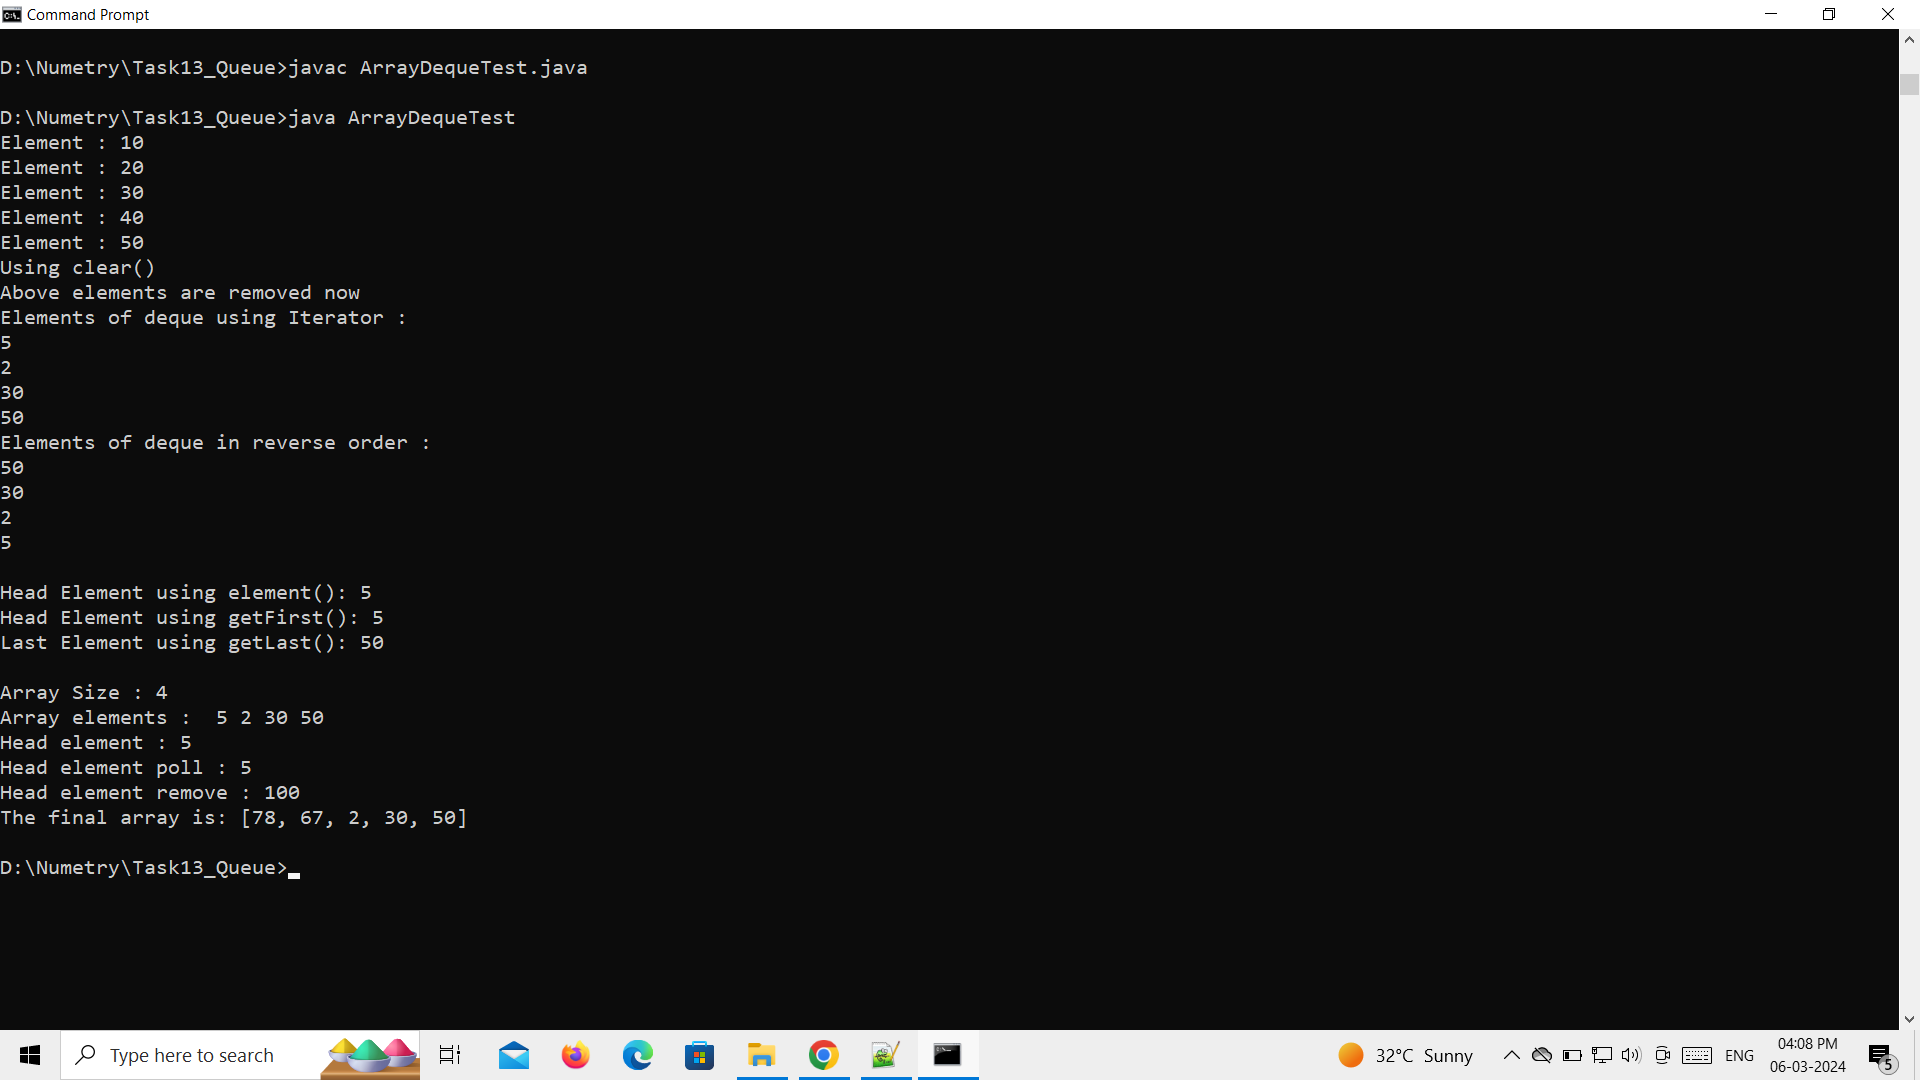 Command Prompt
D:\Numetry\Task13_Queue>javac ArrayDequeTest.java
D:\Numetry\Task13_Queue>java ArrayDequeTest
Element : 10
Element : 20
Element : 30
Element : 40
Element : 50
Using clear()
Above elements are removed now
Elements of deque using Iterator :
5
2
30
50
Elements of deque in reverse order :
50
30
2
5
Head Element using element(): 5
Head Element using getFirst(): 5
Last Element using getLast(): 50
Array Size : 4
Array elements :  5 2 30 50
Head element : 5
Head element poll : 5
Head element remove : 100
The final array is: [78, 67, 2, 30, 50]
D:\Numetry\Task13_Queue>
Type here to search
32°C Sunny
ENG
04:08 PM
06-03-2024
5